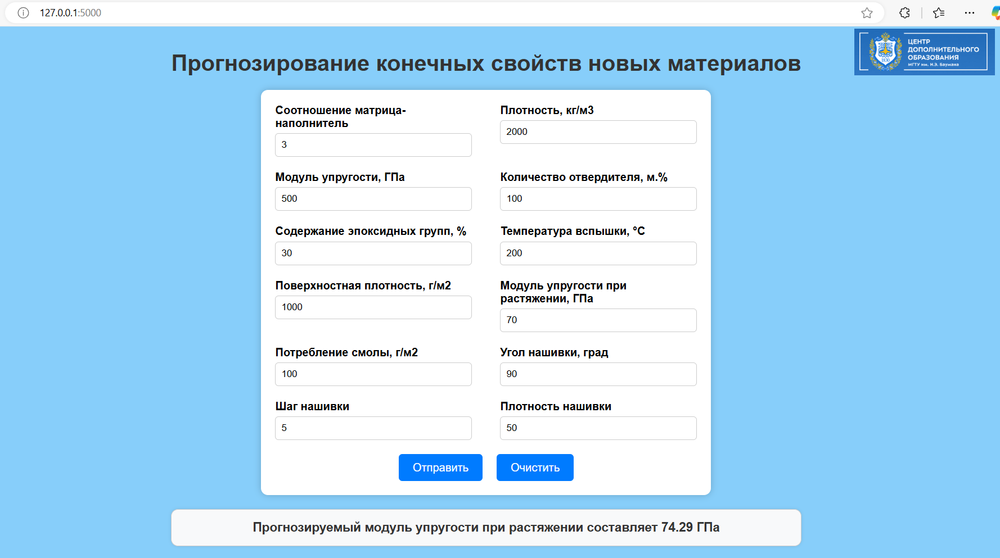 127.0.0.1:5000
ЦЕНТР
ДОПОЛНИТЕЛЬНОГО
ОБРАЗОВАНИЯ
МГТУ им. Н.Э. Баумана
1830
Прогнозирование конечных свойств новых материалов
Соотношение матрица-
наполнитель
3
Плотность, кг/м3
2000
Модуль упругости, ГПа
500
Количество отвердителя, м.%
100
Содержание эпоксидных групп, %
30
Температура вспышки, °С
200
Поверхностная плотность, г/м2
1000
Модуль упругости при
растяжении, ГПа
70
Потребление смолы, г/м2
100
Угол нашивки, град
90
Шаг нашивки
5
Плотность нашивки
50
Отправить
Очистить
Прогнозируемый модуль упругости при растяжении составляет 74.29 ГПа